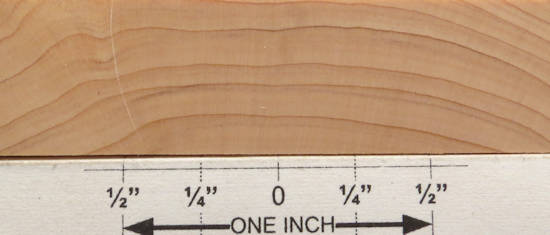 ½” ¼” 0 ¼” ½”
ONE INCH